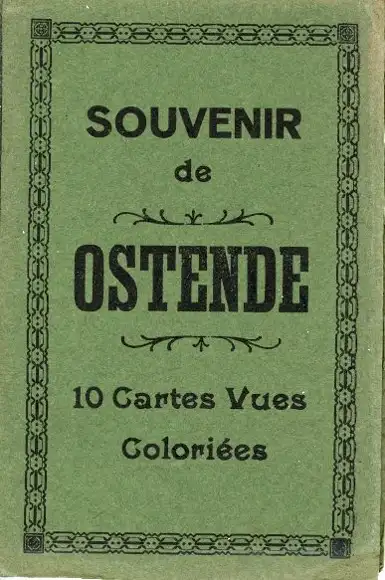 SOUVENIR
de
OSTENDE
10 Cartes Vues
Coloriées